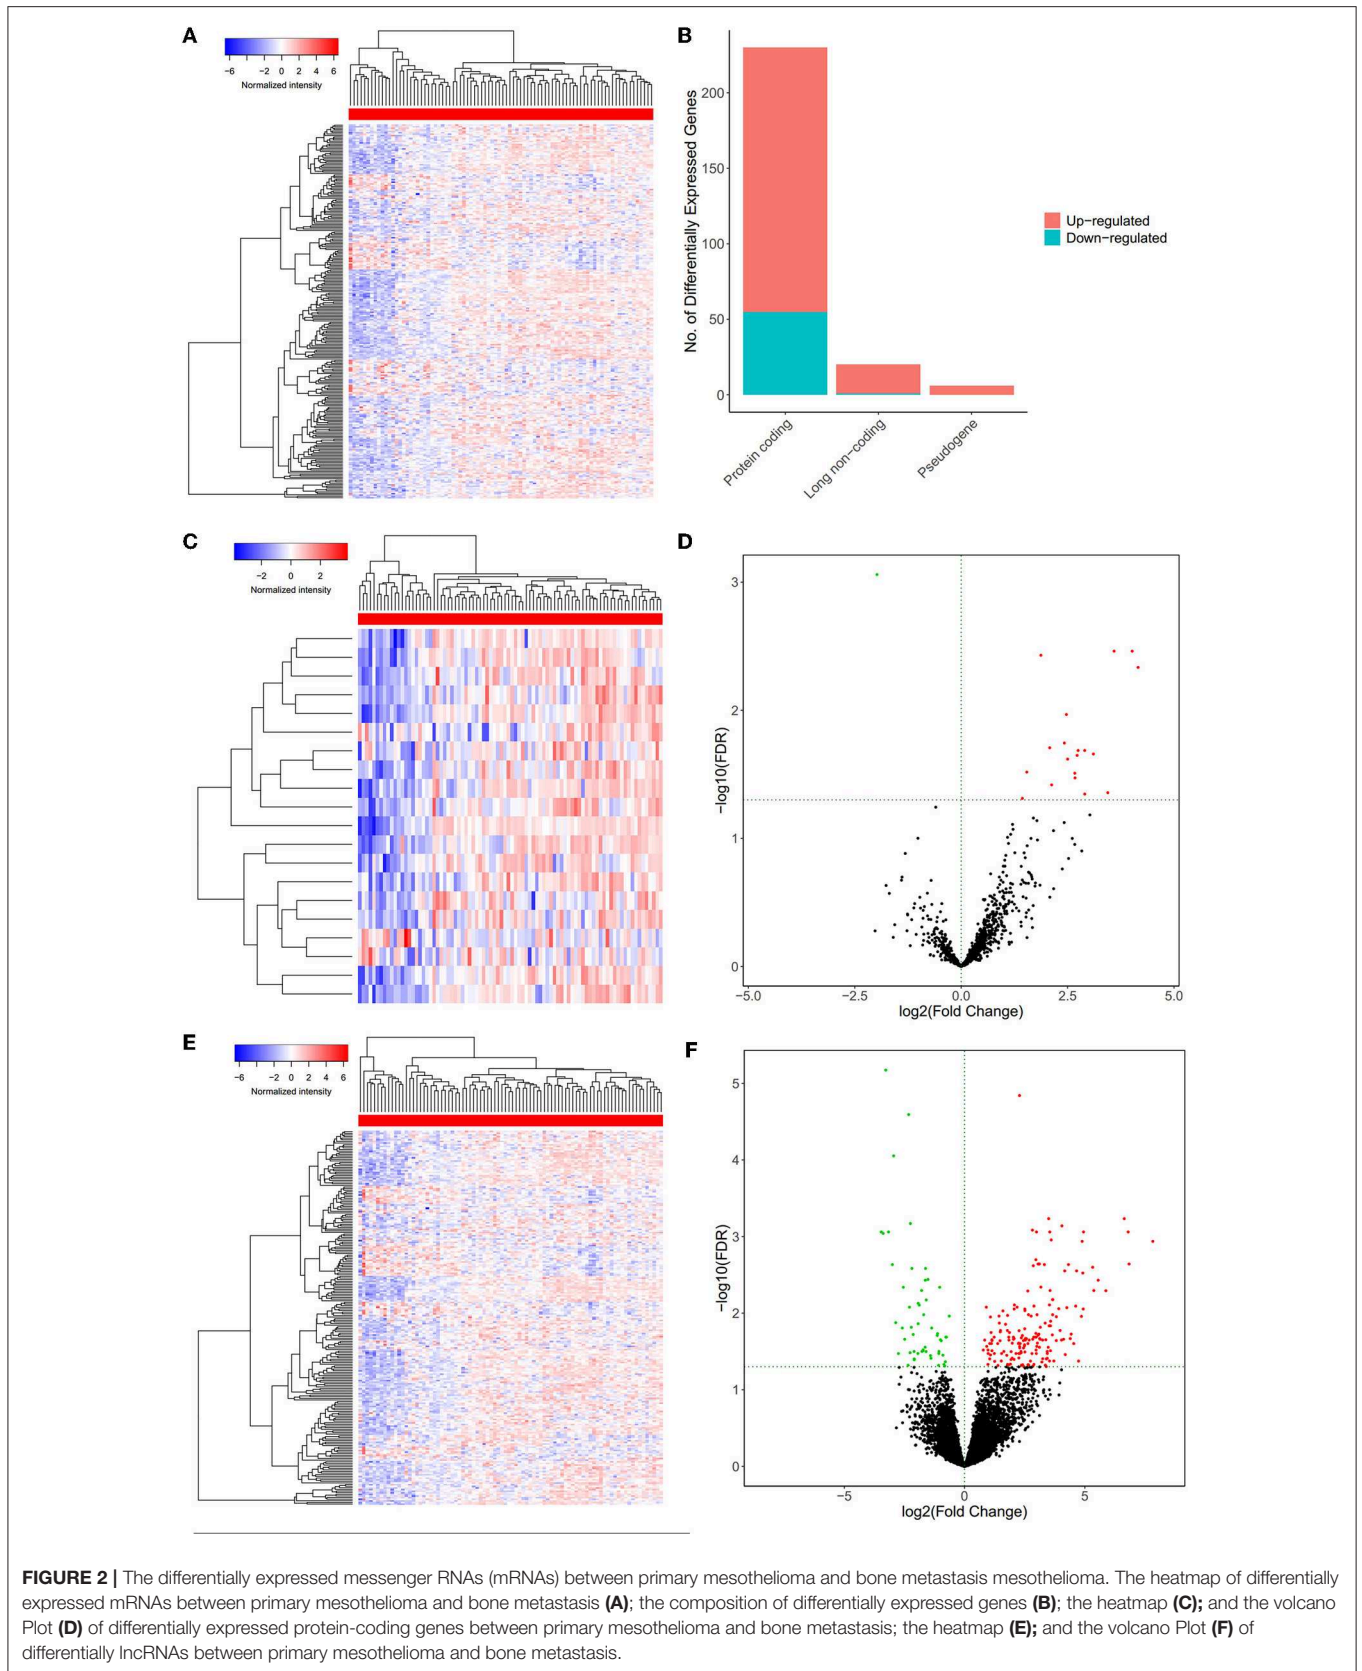 A
−6
−2
0
2
4
6
Normalized intensity
B
No. of Differentially Expressed Genes
200
150
100
50
0
Protein coding
Long non−coding
Pseudogene
Up−regulated
Down−regulated
C
−2
0
2
Normalized intensity
D
−log10(FDR)
3
2
1
0
−5.0
−2.5
0.0
2.5
5.0
log2(Fold Change)
E
−6
−2
0
2
4
6
Normalized intensity
F
−log10(FDR)
5
4
3
2
1
0
−5
0
5
log2(Fold Change)
FIGURE 2 | The differentially expressed messenger RNAs (mRNAs) between primary mesothelioma and bone metastasis mesothelioma. The heatmap of differentially
expressed mRNAs between primary mesothelioma and bone metastasis (A); the composition of differentially expressed genes (B); the heatmap (C); and the volcano
Plot (D) of differentially expressed protein-coding genes between primary mesothelioma and bone metastasis; the heatmap (E); and the volcano Plot (F) of
differentially lncRNAs between primary mesothelioma and bone metastasis.